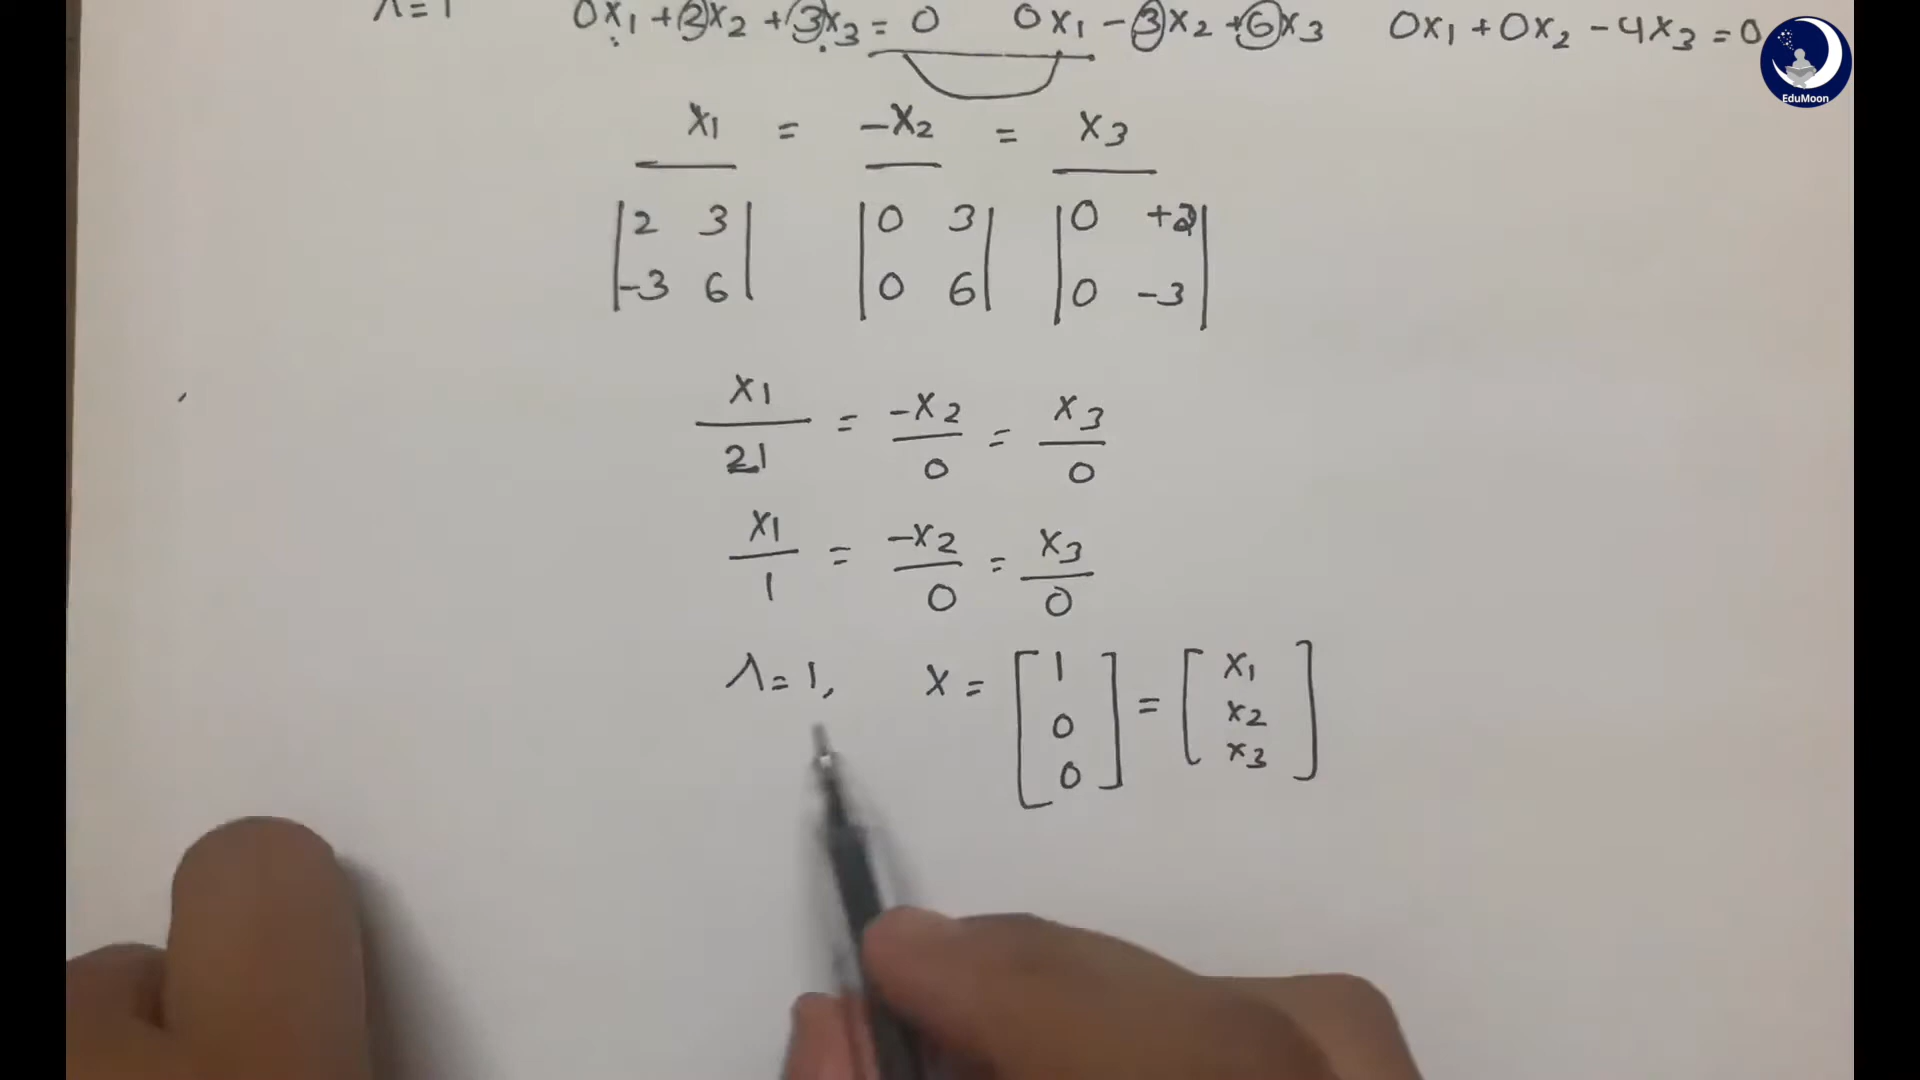 λ=1 0x1+2x2+3x3=0 0x1-3x2+6x3 0x1+0x2-4x3=0
EduMoon
x1 = -x2 = x3
|2 3| |0 3| |0 +2|
|-3 6| |0 6| |0 -3|
x1 = -x2 = x3
21 0 0
x1 = -x2 = x3
1 0 0
λ=1, x = [1 0 0] = [x1 x2 x3]